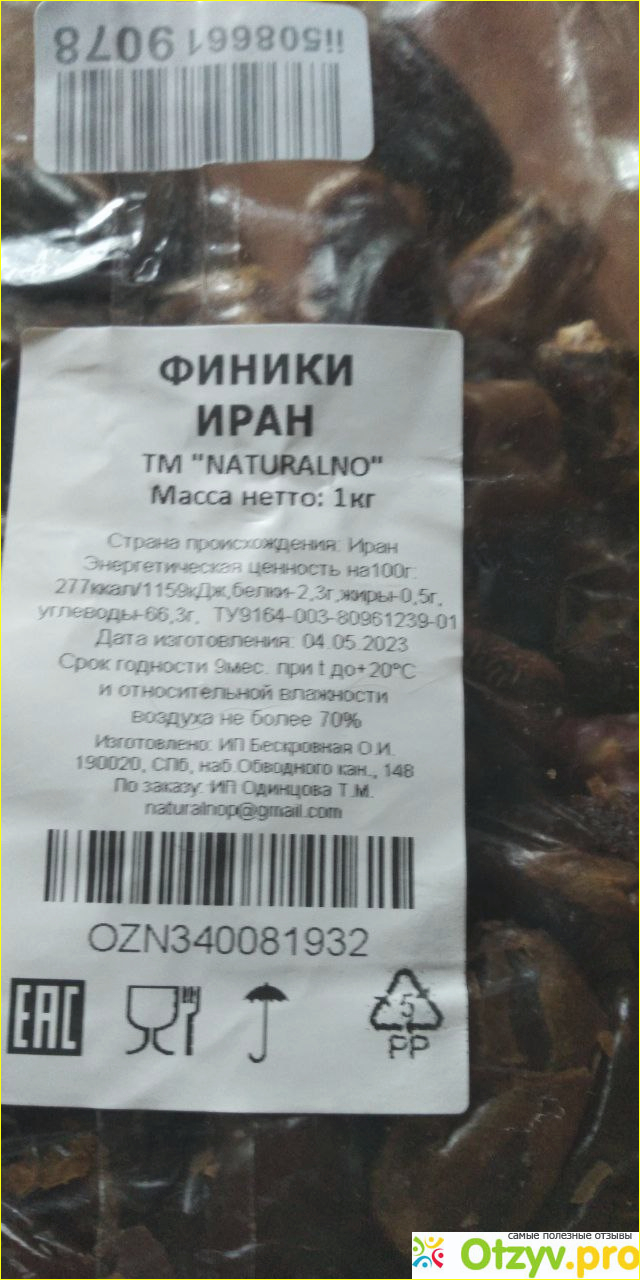 ii5086619078
ФИНИКИ
ИРАН
ТМ "NATURALNO"
Масса нетто: 1кг
Страна происхождения: Иран
Энергетическая ценность на100г:
277ккал/1159кДж,белки-2,3г,жиры-0,5г,
углеводы-66,3г, ТУ9164-003-80961239-01
Дата изготовления: 04.05.2023
Срок годности 9мес. при t до+20°С
и относительной влажности
воздуха не более 70%
Изготовлено: ИП Бескровная О.И.
190020, СПб, наб.Обводного кан., 148
По заказу: ИП Одинцова Т.М.
naturalnop@gmail.com
OZN340081932
EAC
5
PP
самые полезные отзывы
Otzyv.pro